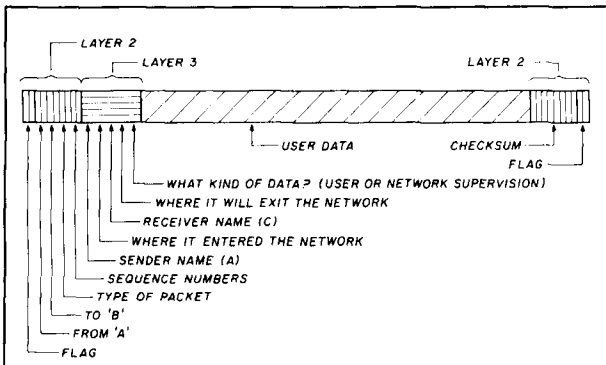 LAYER 2
LAYER 3
LAYER 2
USER DATA
CHECKSUM
FLAG
WHAT KIND OF DATA? (USER OR NETWORK SUPERVISION)
WHERE IT WILL EXIT THE NETWORK
RECEIVER NAME (C)
WHERE IT ENTERED THE NETWORK
SENDER NAME (A)
SEQUENCE NUMBERS
TYPE OF PACKET
TO 'B'
FROM 'A'
FLAG